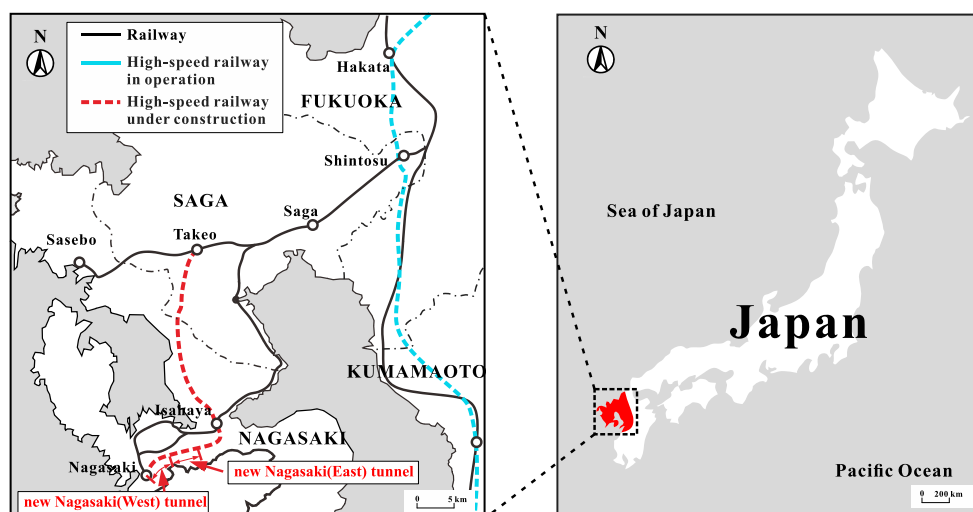 N
Railway
High-speed railway
in operation
High-speed railway
under construction
Hakata
FUKUOKA
Shintosu
SAGA
Saga
Sasebo
Takeo
KUMAMAOTO
Isahaya
NAGASAKI
Nagasaki
new Nagasaki(East) tunnel
new Nagasaki(West) tunnel
0 5 km
N
Sea of Japan
Japan
Pacific Ocean
0 200 km